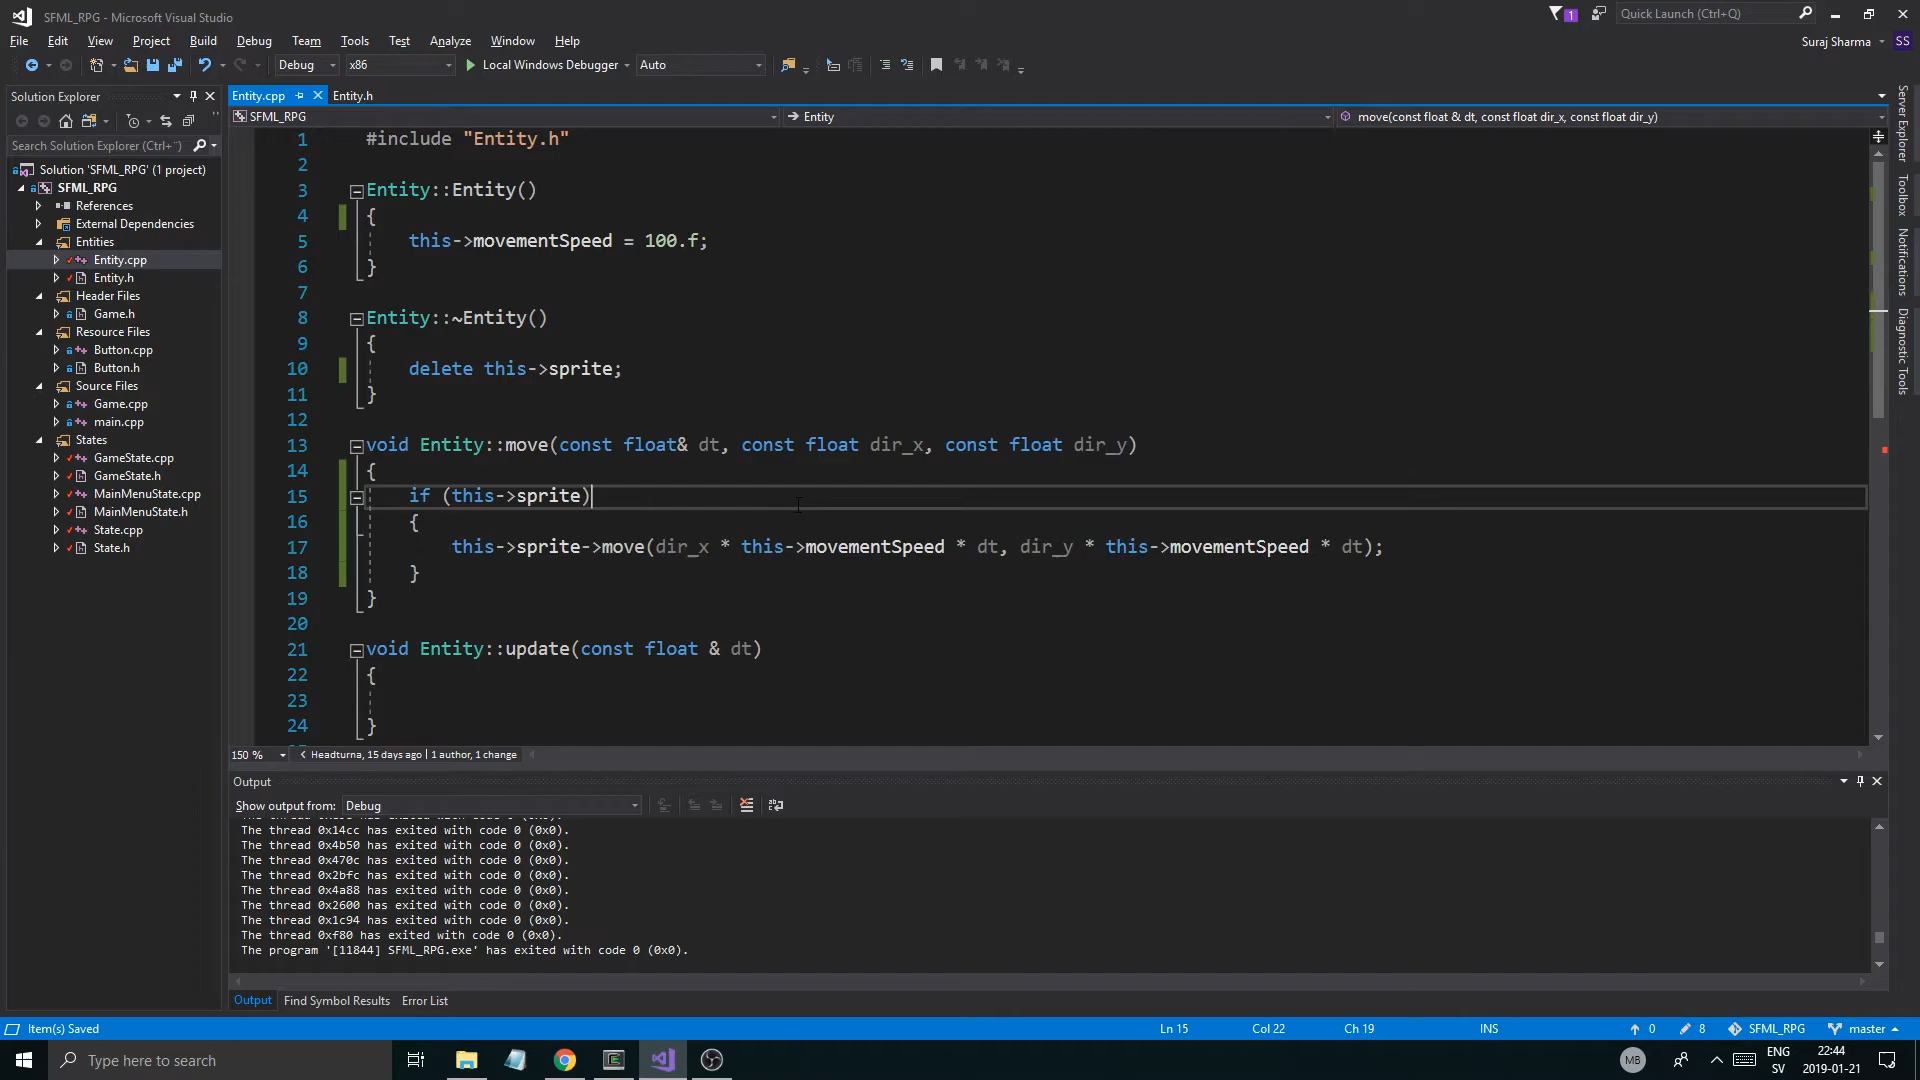 SFML_RPG - Microsoft Visual Studio
1
Quick Launch (Ctrl+Q)
File Edit View Project Build Debug Team Tools Test Analyze Window Help
Suraj Sharma SS
Debug x86 Local Windows Debugger Auto
Solution Explorer
Entity.cpp Entity.h
SFML_RPG Entity move(const float & dt, const float dir_x, const float dir_y)
Search Solution Explorer (Ctrl+¨)
Solution 'SFML_RPG' (1 project)
SFML_RPG
References
External Dependencies
Entities
Entity.cpp
Entity.h
Header Files
Game.h
Resource Files
Button.cpp
Button.h
Source Files
Game.cpp
main.cpp
States
GameState.cpp
GameState.h
MainMenuState.cpp
MainMenuState.h
State.cpp
State.h
1 #include "Entity.h"
2
3 Entity::Entity()
4 {
5 this->movementSpeed = 100.f;
6 }
7
8 Entity::~Entity()
9 {
10 delete this->sprite;
11 }
12
13 void Entity::move(const float& dt, const float dir_x, const float dir_y)
14 {
15 if (this->sprite)
16 {
17 this->sprite->move(dir_x * this->movementSpeed * dt, dir_y * this->movementSpeed * dt);
18 }
19 }
20
21 void Entity::update(const float & dt)
22 {
23
24 }
Server Explorer
Toolbox
Notifications
Diagnostic Tools
150 % Headturna, 15 days ago | 1 author, 1 change
Output
Show output from: Debug
The thread 0x14cc has exited with code 0 (0x0).
The thread 0x4b50 has exited with code 0 (0x0).
The thread 0x470c has exited with code 0 (0x0).
The thread 0x2bfc has exited with code 0 (0x0).
The thread 0x4a88 has exited with code 0 (0x0).
The thread 0x2600 has exited with code 0 (0x0).
The thread 0x1c94 has exited with code 0 (0x0).
The thread 0xf80 has exited with code 0 (0x0).
The program '[11844] SFML_RPG.exe' has exited with code 0 (0x0).
Output Find Symbol Results Error List
Item(s) Saved Ln 15 Col 22 Ch 19 INS 0 8 SFML_RPG master
Type here to search
MB
ENG
SV
22:44
2019-01-21